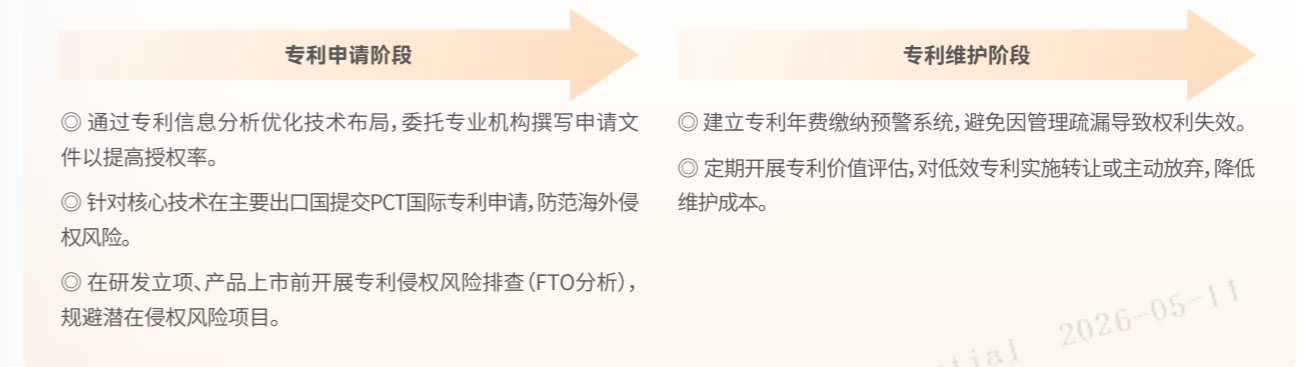 专利申请阶段
◎ 通过专利信息分析优化技术布局，委托专业机构撰写申请文
件以提高授权率。
◎ 针对核心技术在主要出口国提交PCT国际专利申请，防范海外侵
权风险。
◎ 在研发立项、产品上市前开展专利侵权风险排查（FTO分析），
规避潜在侵权风险项目。
专利维护阶段
◎ 建立专利年费缴纳预警系统，避免因管理疏漏导致权利失效。
◎ 定期开展专利价值评估，对低效专利实施转让或主动放弃，降低
维护成本。
2026-05-11